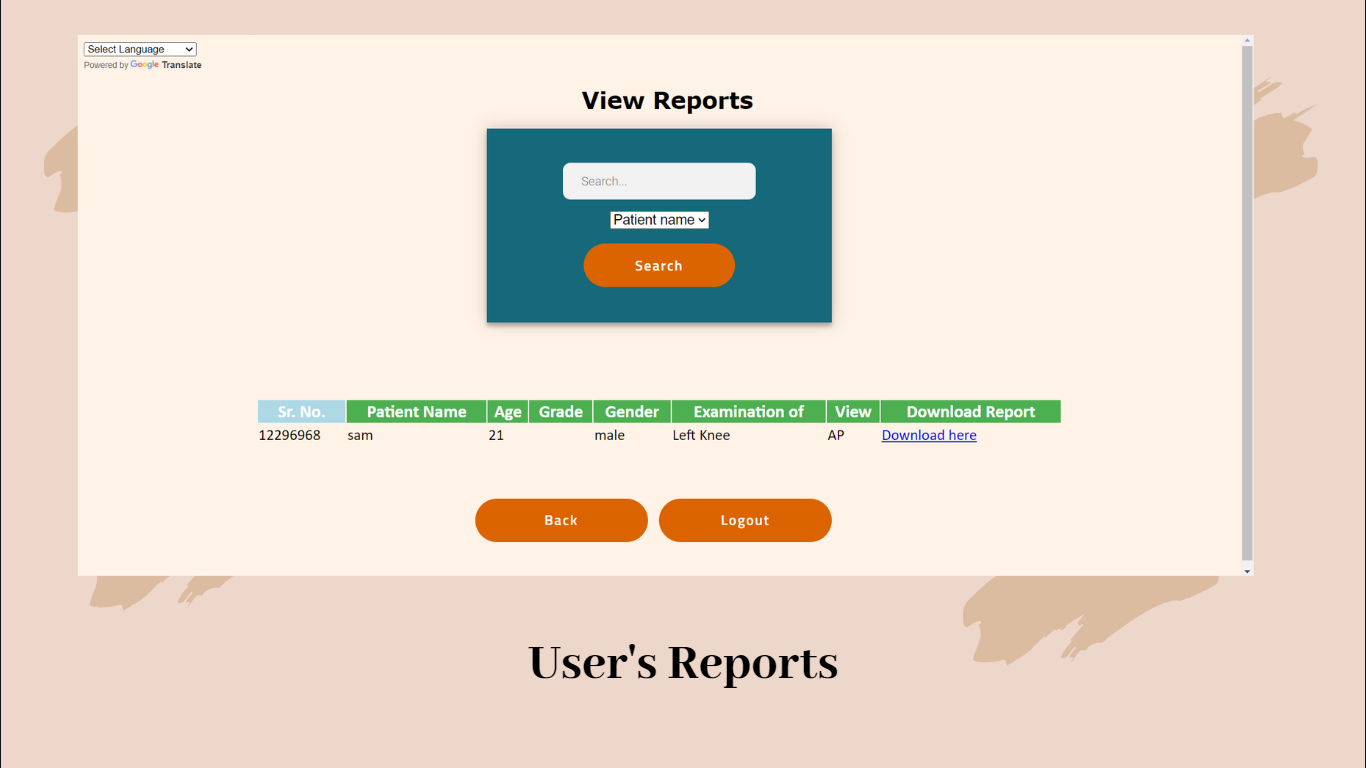 Select Language
Powered by Google Translate
View Reports
Search...
Patient name
Search
Sr. No. Patient Name Age Grade Gender Examination of View Download Report
12296968 sam 21 male Left Knee AP Download here
Back Logout
User's Reports